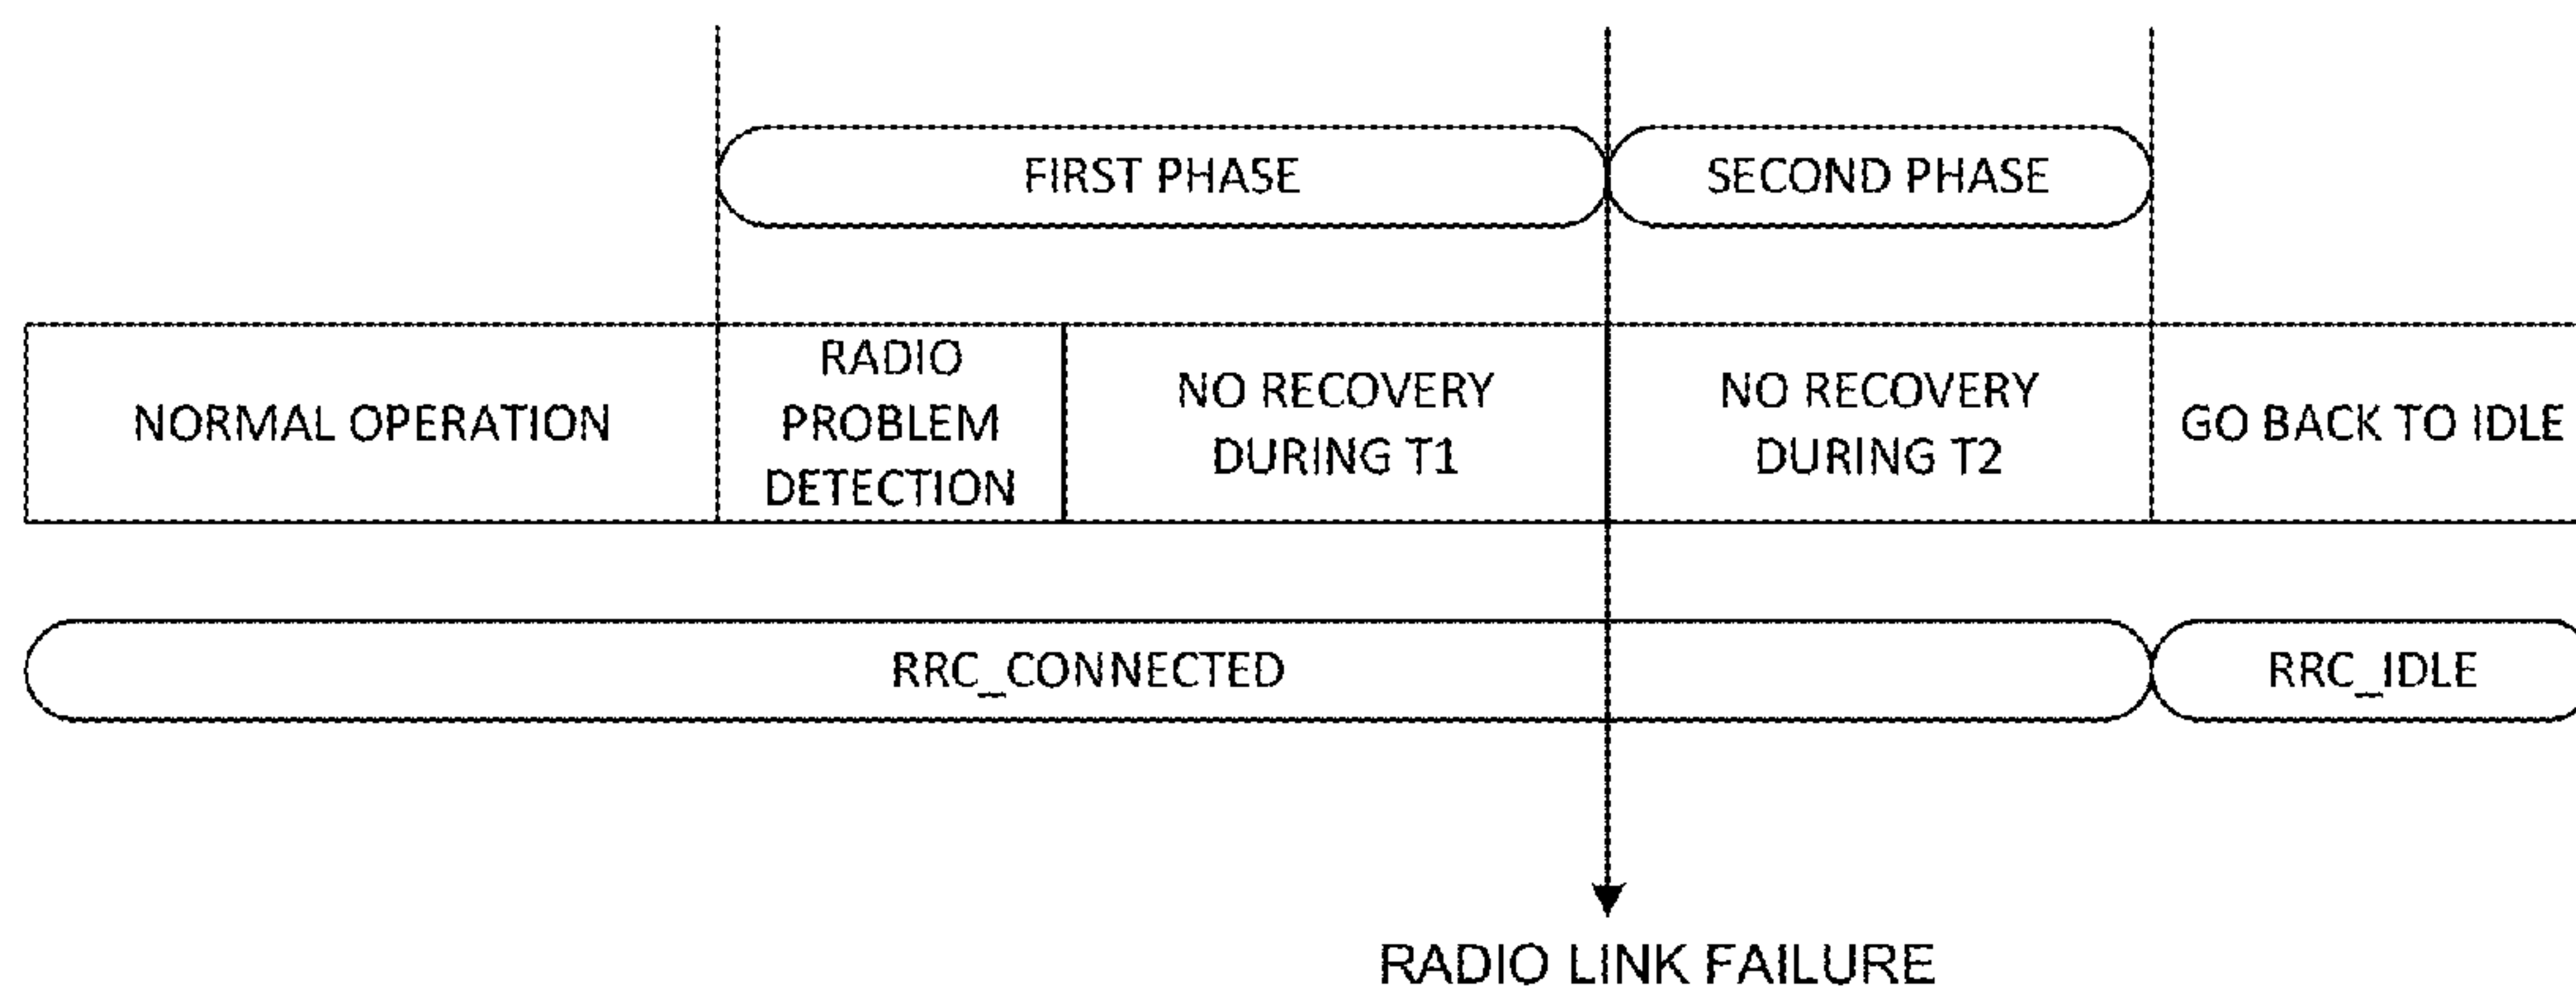 FIRST PHASE
SECOND PHASE
NORMAL OPERATION
RADIO
PROBLEM
DETECTION
NO RECOVERY
DURING T1
NO RECOVERY
DURING T2
GO BACK TO IDLE
RRC_CONNECTED
RRC_IDLE
RADIO LINK FAILURE